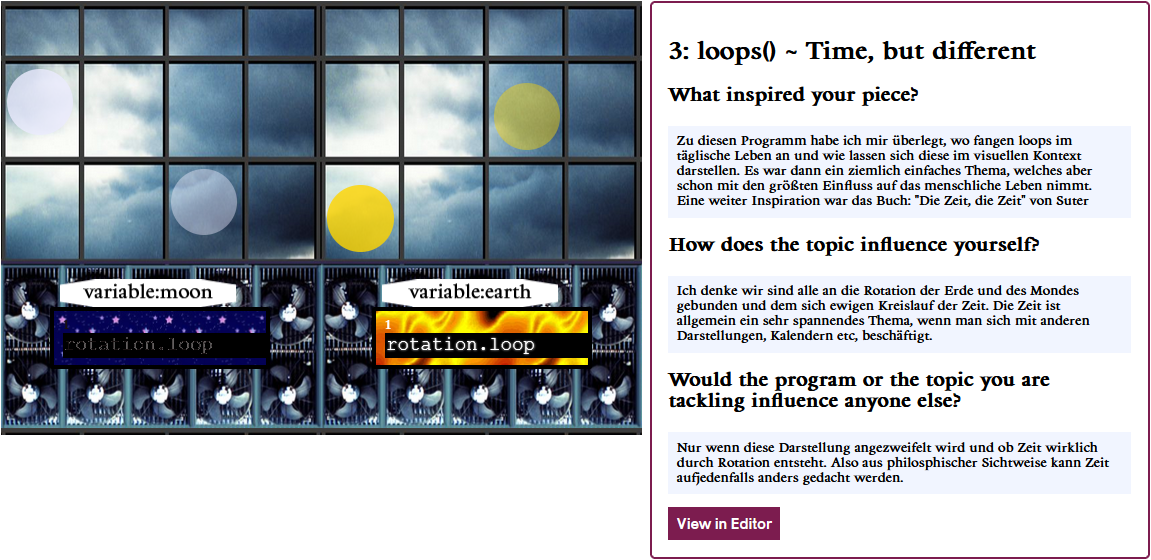 variable:moon
rotation.loop
variable:earth
1
rotation.loop
3: loops() ~ Time, but different
What inspired your piece?
Zu diesen Programm habe ich mir überlegt, wo fangen loops im
täglische Leben an und wie lassen sich diese im visuellen Kontext
darstellen. Es war dann ein ziemlich einfaches Thema, welches aber
schon mit den größten Einfluss auf das menschliche Leben nimmt.
Eine weiter Inspiration war das Buch: "Die Zeit, die Zeit" von Suter
How does the topic influence yourself?
Ich denke wir sind alle an die Rotation der Erde und des Mondes
gebunden und dem sich ewigen Kreislauf der Zeit. Die Zeit ist
allgemein ein sehr spannendes Thema, wenn man sich mit anderen
Darstellungen, Kalendern etc, beschäftigt.
Would the program or the topic you are
tackling influence anyone else?
Nur wenn diese Darstellung angezweifelt wird und ob Zeit wirklich
durch Rotation entsteht. Also aus philosphischer Sichtweise kann Zeit
aufjedenfalls anders gedacht werden.
View in Editor